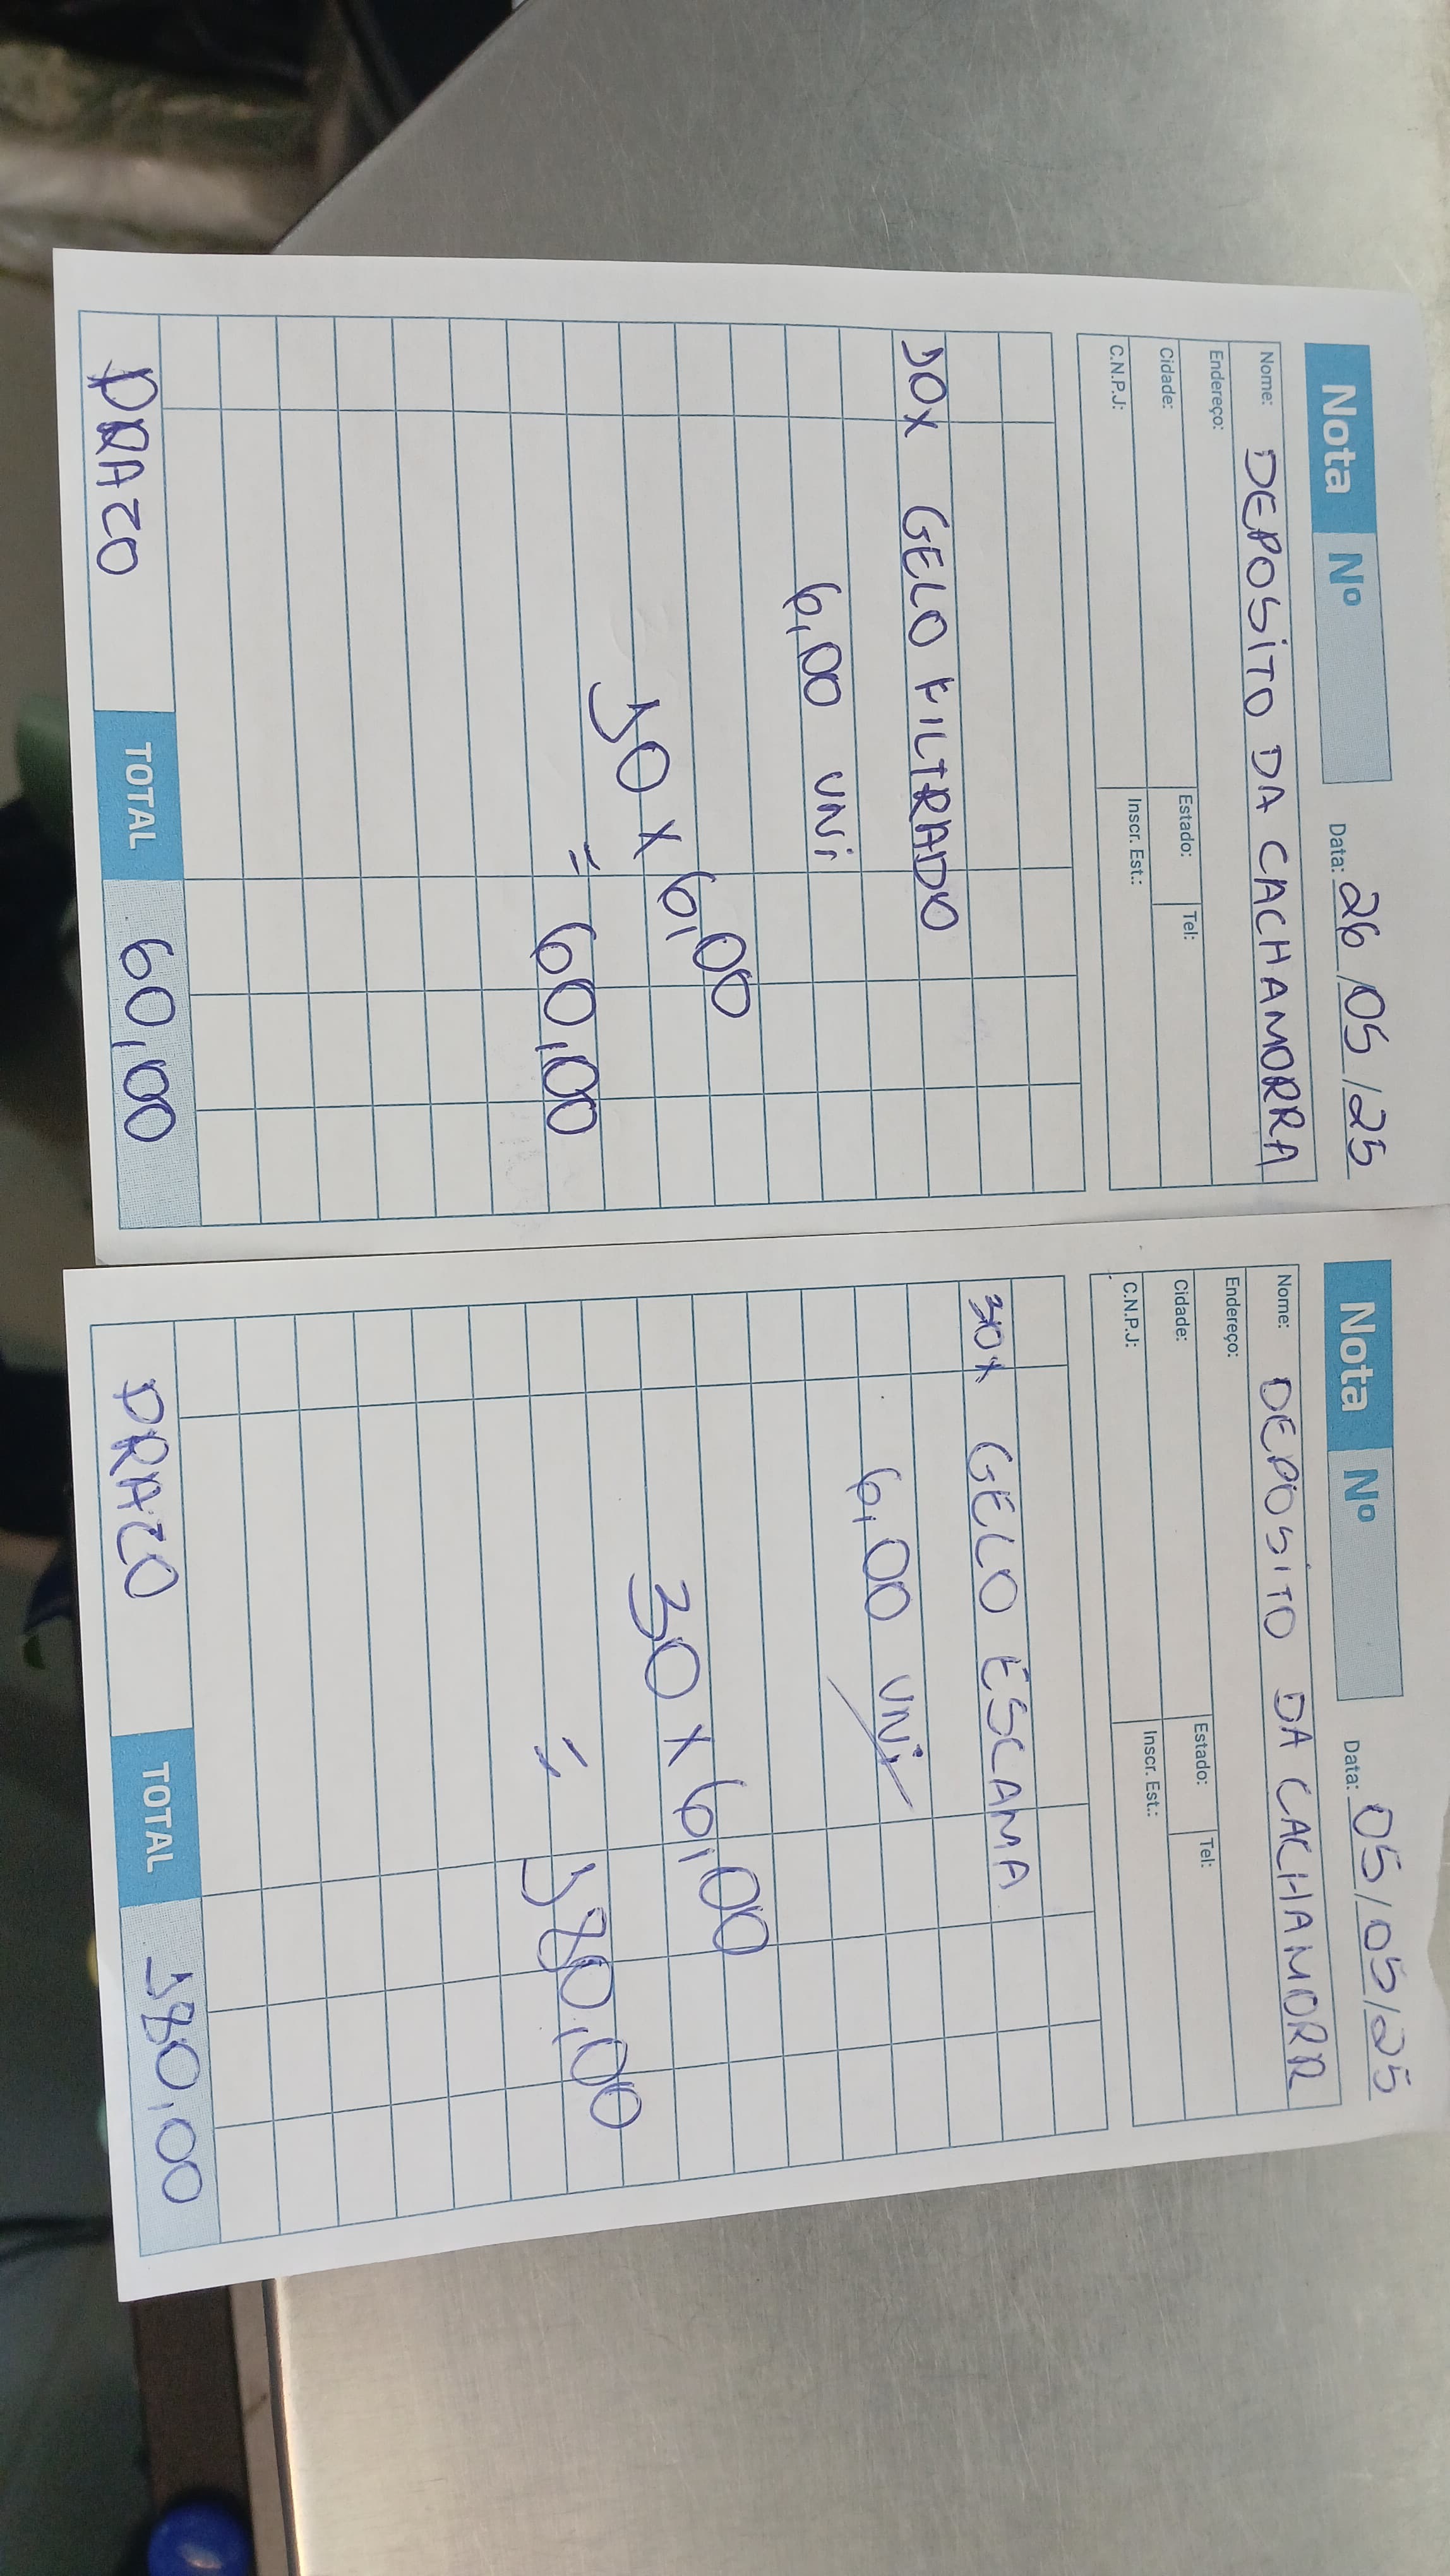 Nota Nº Data: 26/05/25
Nome: DEPOSITO DA CACHAMORRA
Endereço:
Cidade: Estado: Tel:
C.N.P.J: Inscr. Est.:
10x GELO FILTRADO
6,00 UNi
10 x 6,00
= 60,00
PRAZO TOTAL 60,00
Nota Nº Data: 05/05/25
Nome: DEPOSITO DA CACHAMORR
Endereço:
Cidade: Estado: Tel:
C.N.P.J: Inscr. Est.:
30x GELO ESCAMA
6,00 UNi
30 x 6,00
= 180,00
PRAZO TOTAL 180,00